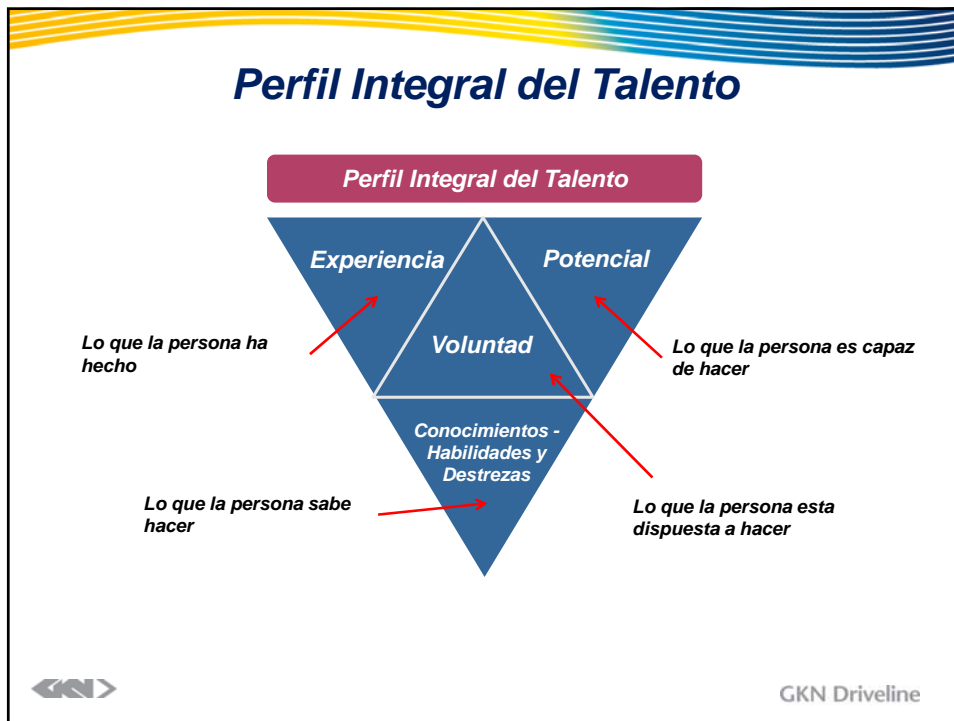 Perfil Integral del Talento
Perfil Integral del Talento
Experiencia
Potencial
Voluntad
Lo que la persona ha
hecho
Lo que la persona es capaz
de hacer
Conocimientos -
Habilidades y
Destrezas
Lo que la persona sabe
hacer
Lo que la persona esta
dispuesta a hacer
GKN
GKN Driveline